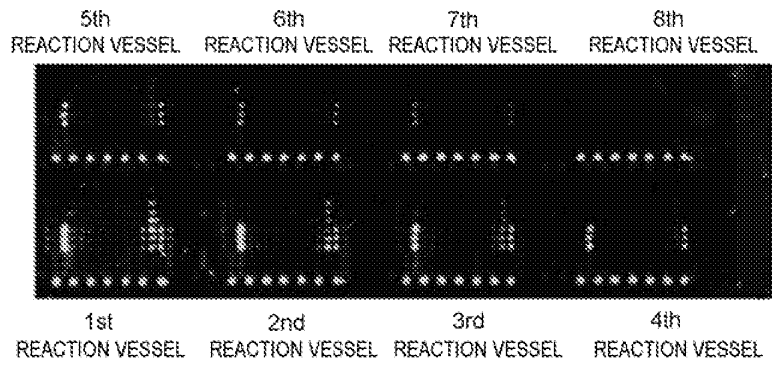 5th
REACTION VESSEL
6th
REACTION VESSEL
7th
REACTION VESSEL
8th
REACTION VESSEL
1st
REACTION VESSEL
2nd
REACTION VESSEL
3rd
REACTION VESSEL
4th
REACTION VESSEL